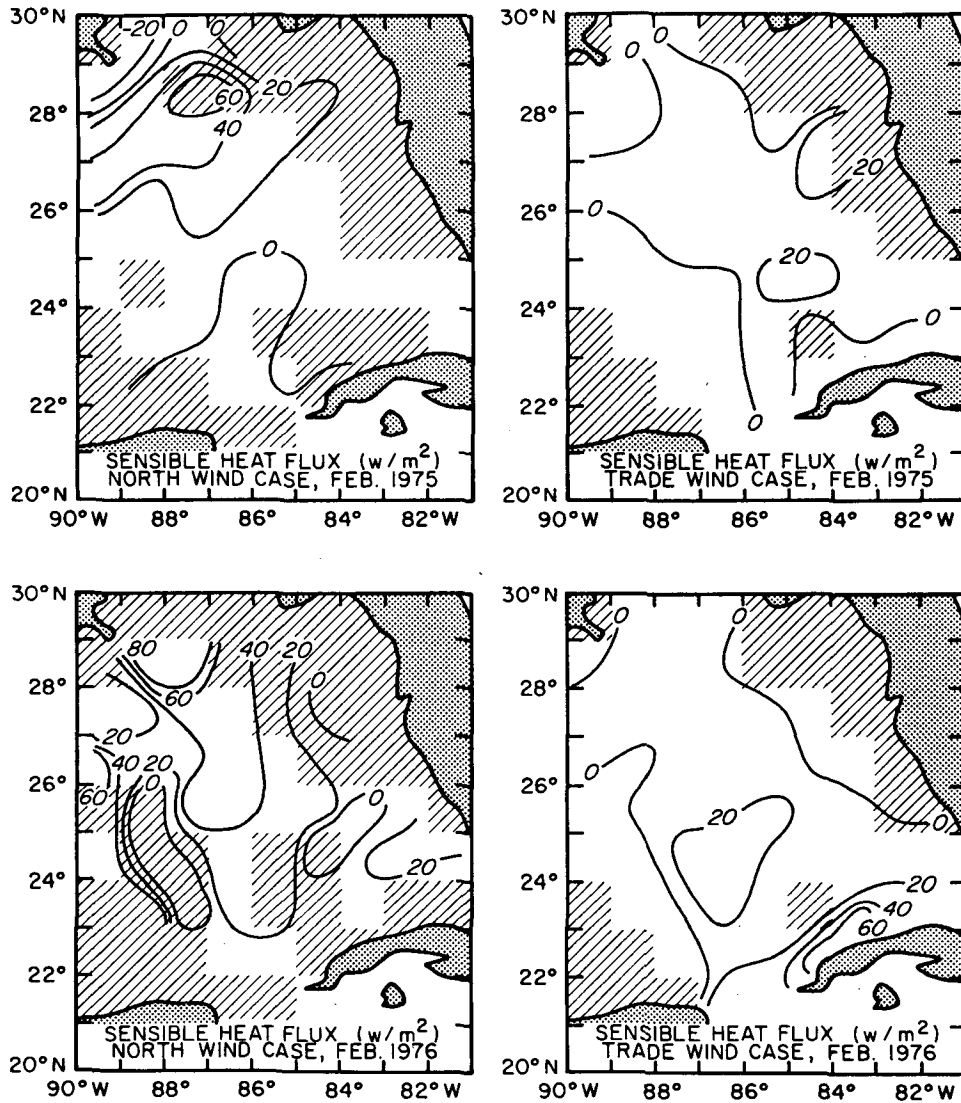 30° N
28°
26°
24°
22°
20° N
90° W 88° 86° 84° 82° W
-20 0 0 0
20
60
40
0
SENSIBLE HEAT FLUX (w/m²)
NORTH WIND CASE, FEB. 1975
30° N
28°
26°
24°
22°
20° N
90° W 88° 86° 84° 82° W
0 0
20
0
20
0
0
SENSIBLE HEAT FLUX (w/m²)
TRADE WIND CASE, FEB. 1975
30° N
28°
26°
24°
22°
20° N
90° W 88° 86° 84° 82° W
80 40 20
0
60
20
40 20
60 0
0
20
SENSIBLE HEAT FLUX (w/m²)
NORTH WIND CASE, FEB. 1976
30° N
28°
26°
24°
22°
20° N
90° W 88° 86° 84° 82° W
0 0
0
20
0
20
40
60
SENSIBLE HEAT FLUX (w/m²)
TRADE WIND CASE, FEB. 1976